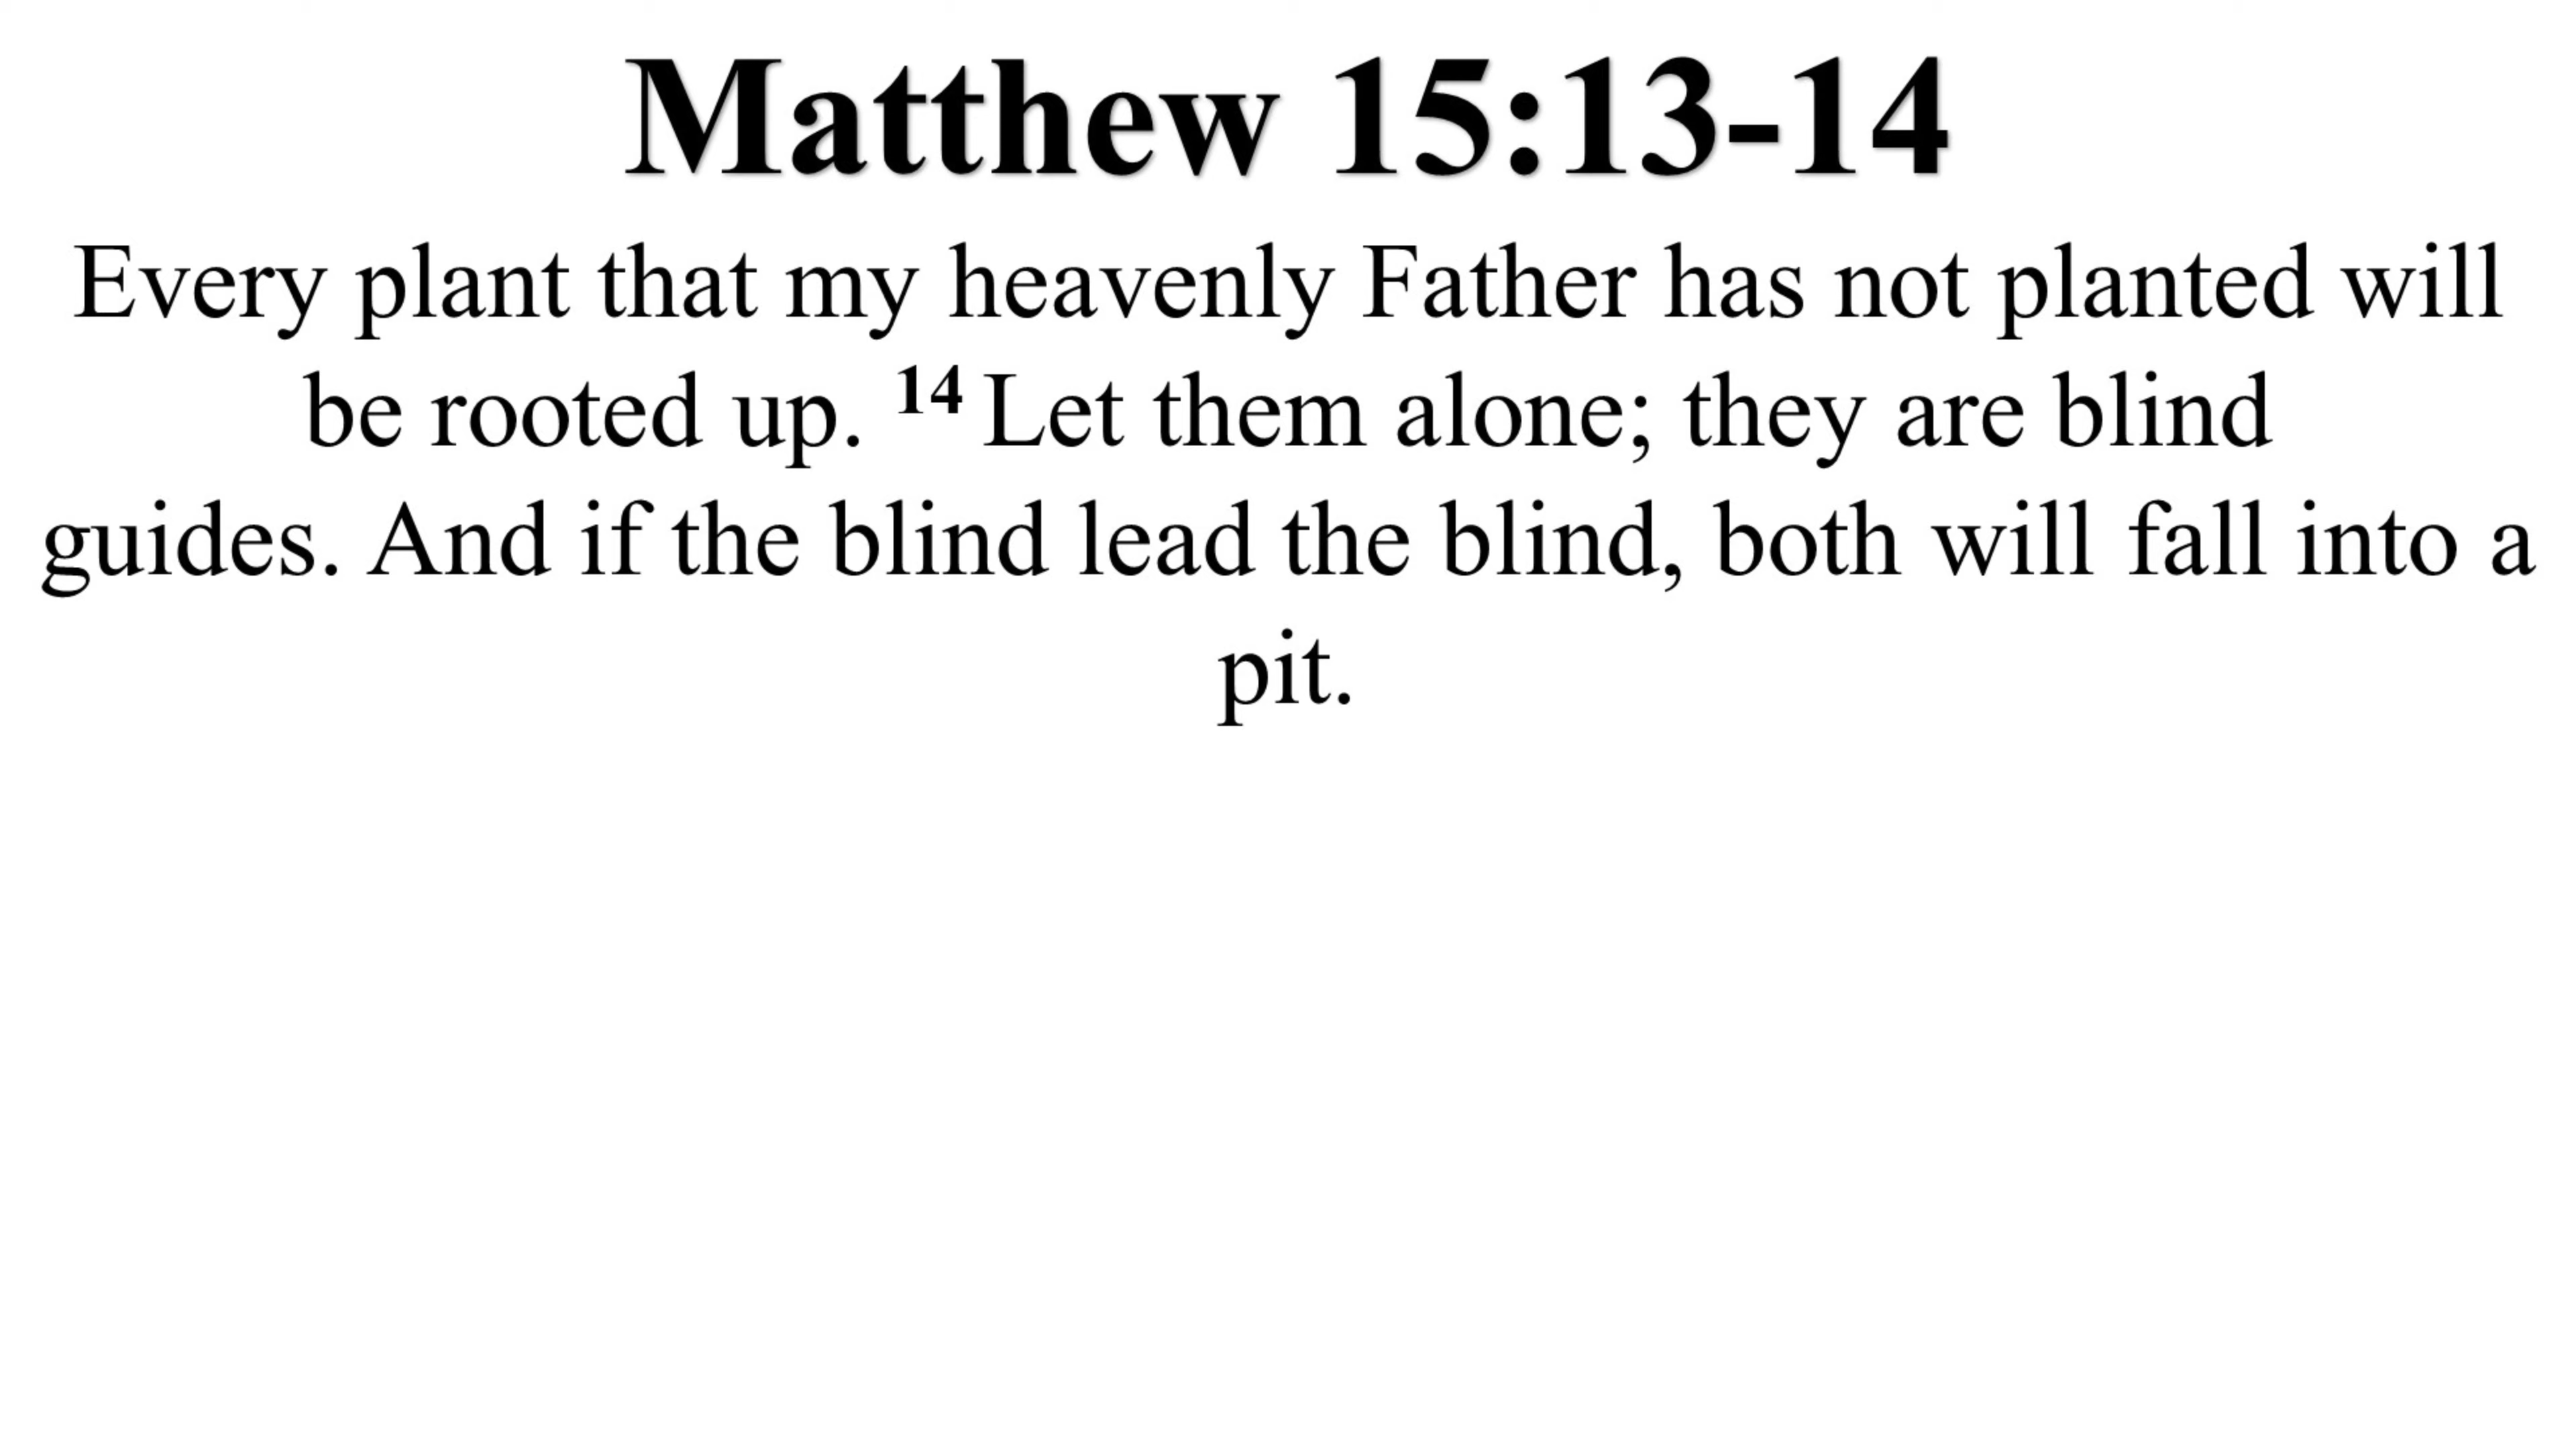 Matthew 15:13-14
Every plant that my heavenly Father has not planted will
be rooted up. 14 Let them alone; they are blind
guides. And if the blind lead the blind, both will fall into a
pit.